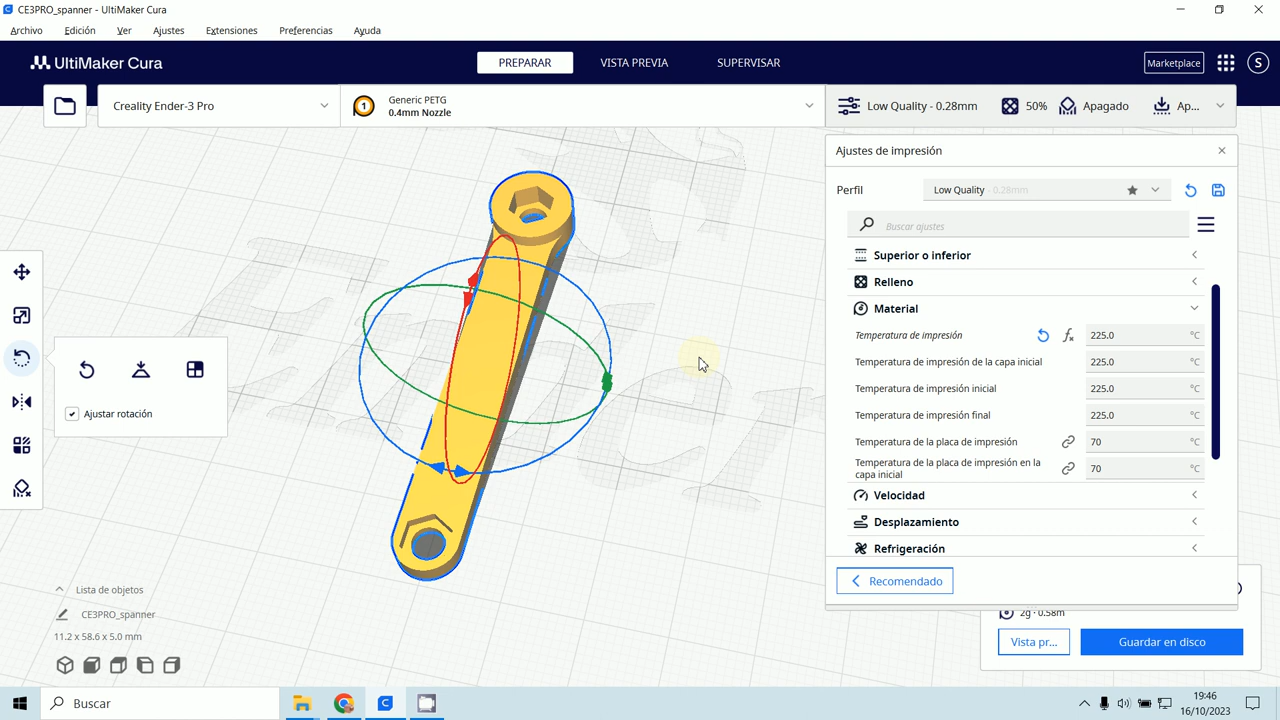 CE3PRO_spanner - UltiMaker Cura
Archivo Edición Ver Ajustes Extensiones Preferencias Ayuda
UltiMaker Cura PREPARAR VISTA PREVIA SUPERVISAR Marketplace S
Creality Ender-3 Pro
1
Generic PETG
0.4mm Nozzle
Low Quality - 0.28mm 50% Apagado Ap...
Ajustes de impresión
Perfil Low Quality - 0.28mm
Buscar ajustes
Superior o inferior
Relleno
Material
Temperatura de impresión 225.0 °C
Temperatura de impresión de la capa inicial 225.0 °C
Temperatura de impresión inicial 225.0 °C
Temperatura de impresión final 225.0 °C
Temperatura de la placa de impresión 70 °C
Temperatura de la placa de impresión en la
capa inicial 70 °C
Velocidad
Desplazamiento
Refrigeración
Recomendado
Ajustar rotación
Lista de objetos
CE3PRO_spanner
11.2 x 58.6 x 5.0 mm
2g · 0.58m
Vista pr... Guardar en disco
Buscar
19:46
16/10/2023